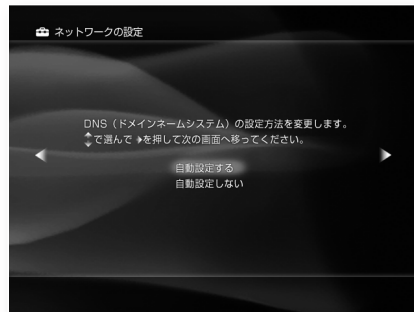 ネットワークの設定
DNS（ドメインネームシステム）の設定方法を変更します。
で選んで を押して次の画面へ移ってください。
自動設定する
自動設定しない